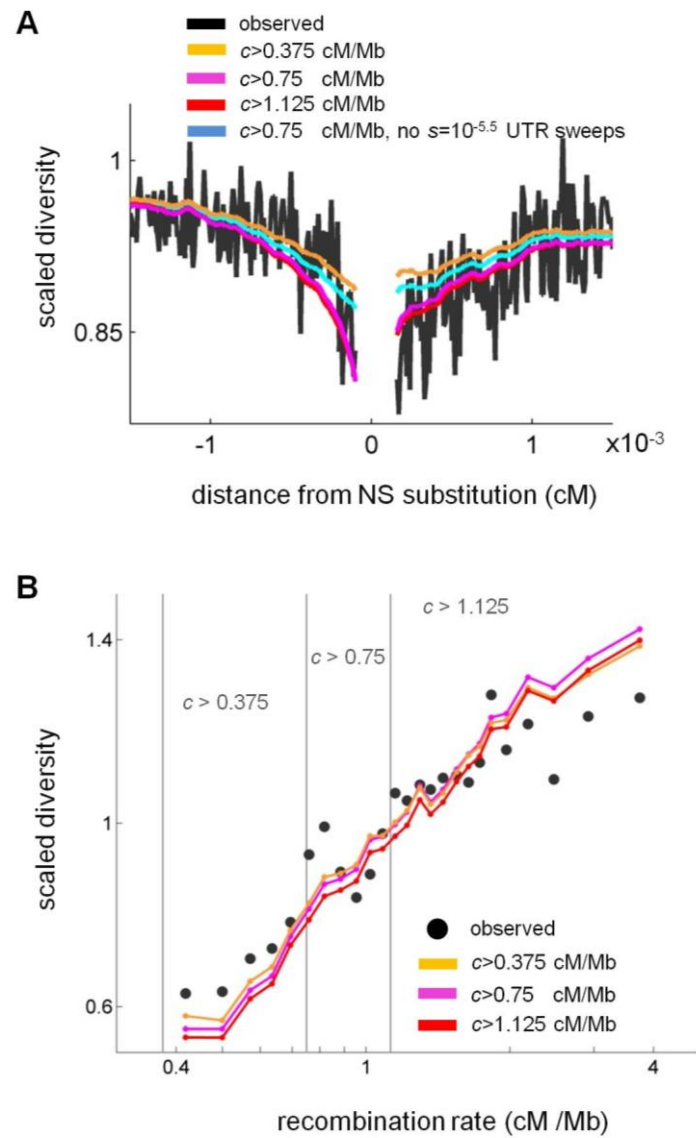 A
observed
c>0.375 cM/Mb
c>0.75 cM/Mb
c>1.125 cM/Mb
c>0.75 cM/Mb, no s=10^-5.5 UTR sweeps
scaled diversity
1
0.85
-1 0 1 x10^-3
distance from NS substitution (cM)
B
scaled diversity
1.4
1
0.6
c > 0.375
c > 0.75
c > 1.125
observed
c>0.375 cM/Mb
c>0.75 cM/Mb
c>1.125 cM/Mb
0.4 1 4
recombination rate (cM /Mb)